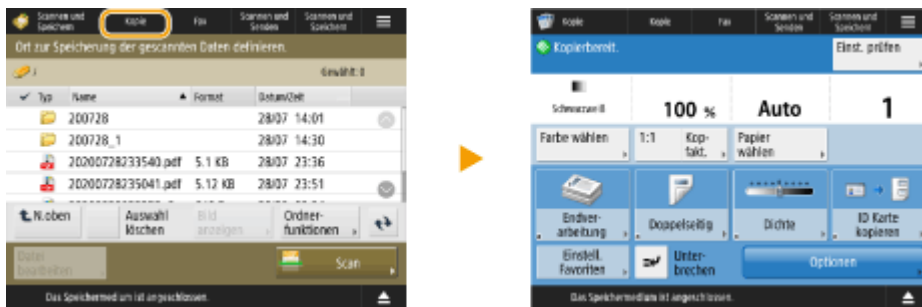 Scannen und Speichern
Kopie
Fax
Scannen und Senden
Scannen und Speichern
Ort zur Speicherung der gescannten Daten definieren.
/
Gewählt: 0
Typ Name Format Datum/Zeit
200728 28/07 14:01
200728_1 28/07 14:30
20200728233540.pdf 5.1 KB 28/07 23:36
20200728235041.pdf 5.12 KB 28/07 23:51
N.oben
Auswahl löschen
Bild anzeigen
Ordner-funktionen
Datei bearbeiten
Scan
Das Speichermedium ist angeschlossen.
Kopie
Kopie
Fax
Scannen und Senden
Scannen und Speichern
Kopierbereit.
Einst. prüfen
100 %
Auto
1
Farbe wählen
1:1
Kop-fakt.
Papier wählen
Endver-arbeitung
Doppelseitig
Dichte
ID Karte kopieren
Einstell. Favoriten
Unter-brechen
Optionen
Das Speichermedium ist angeschlossen.